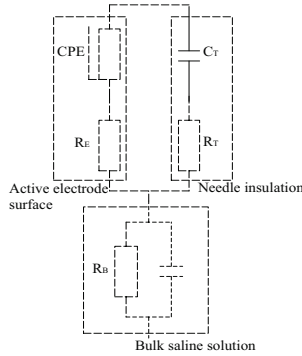 CPE
CT
RE
RT
Active electrode
surface
Needle insulation
RB
Bulk saline solution